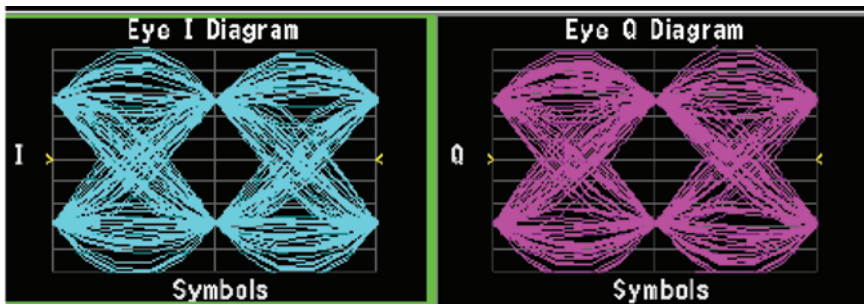 Eye I Diagram
I
Symbols
Eye Q Diagram
Q
Symbols